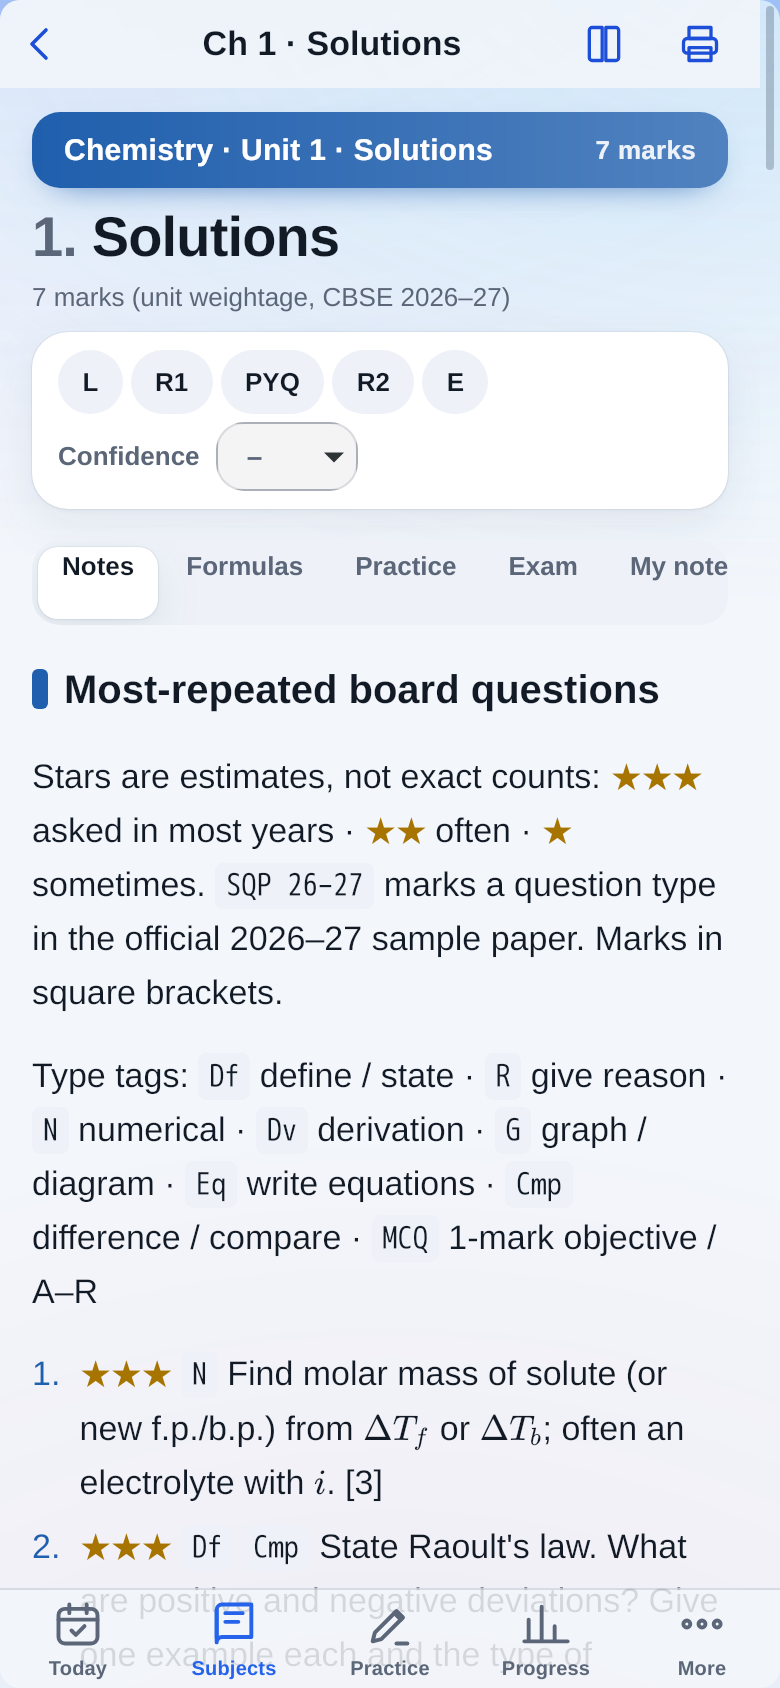 Ch 1 · Solutions
Chemistry · Unit 1 · Solutions 7 marks
1. Solutions
7 marks (unit weightage, CBSE 2026–27)
L R1 PYQ R2 E
Confidence –
Notes Formulas Practice Exam My note
Most-repeated board questions
Stars are estimates, not exact counts: ★★★
asked in most years · ★★ often · ★
sometimes. SQP 26–27 marks a question type
in the official 2026–27 sample paper. Marks in
square brackets.
Type tags: Df define / state · R give reason ·
N numerical · Dv derivation · G graph /
diagram · Eq write equations · Cmp
difference / compare · MCQ 1-mark objective /
A–R
1. ★★★ N Find molar mass of solute (or
new f.p./b.p.) from ΔT_f or ΔT_b; often an
electrolyte with i. [3]
2. ★★★ Df Cmp State Raoult's law. What
are positive and negative deviations? Give
one example each and the type of
Today Subjects Practice Progress More